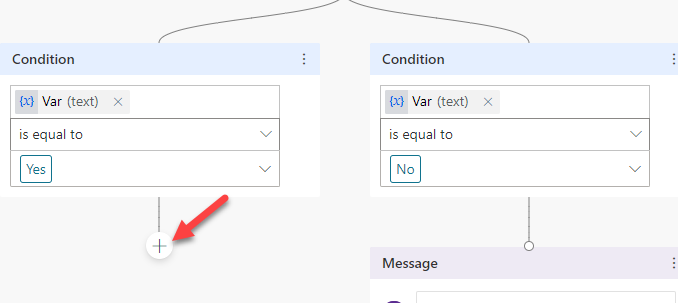 Condition
{x} Var (text)
is equal to
Yes
Condition
{x} Var (text)
is equal to
No
Message